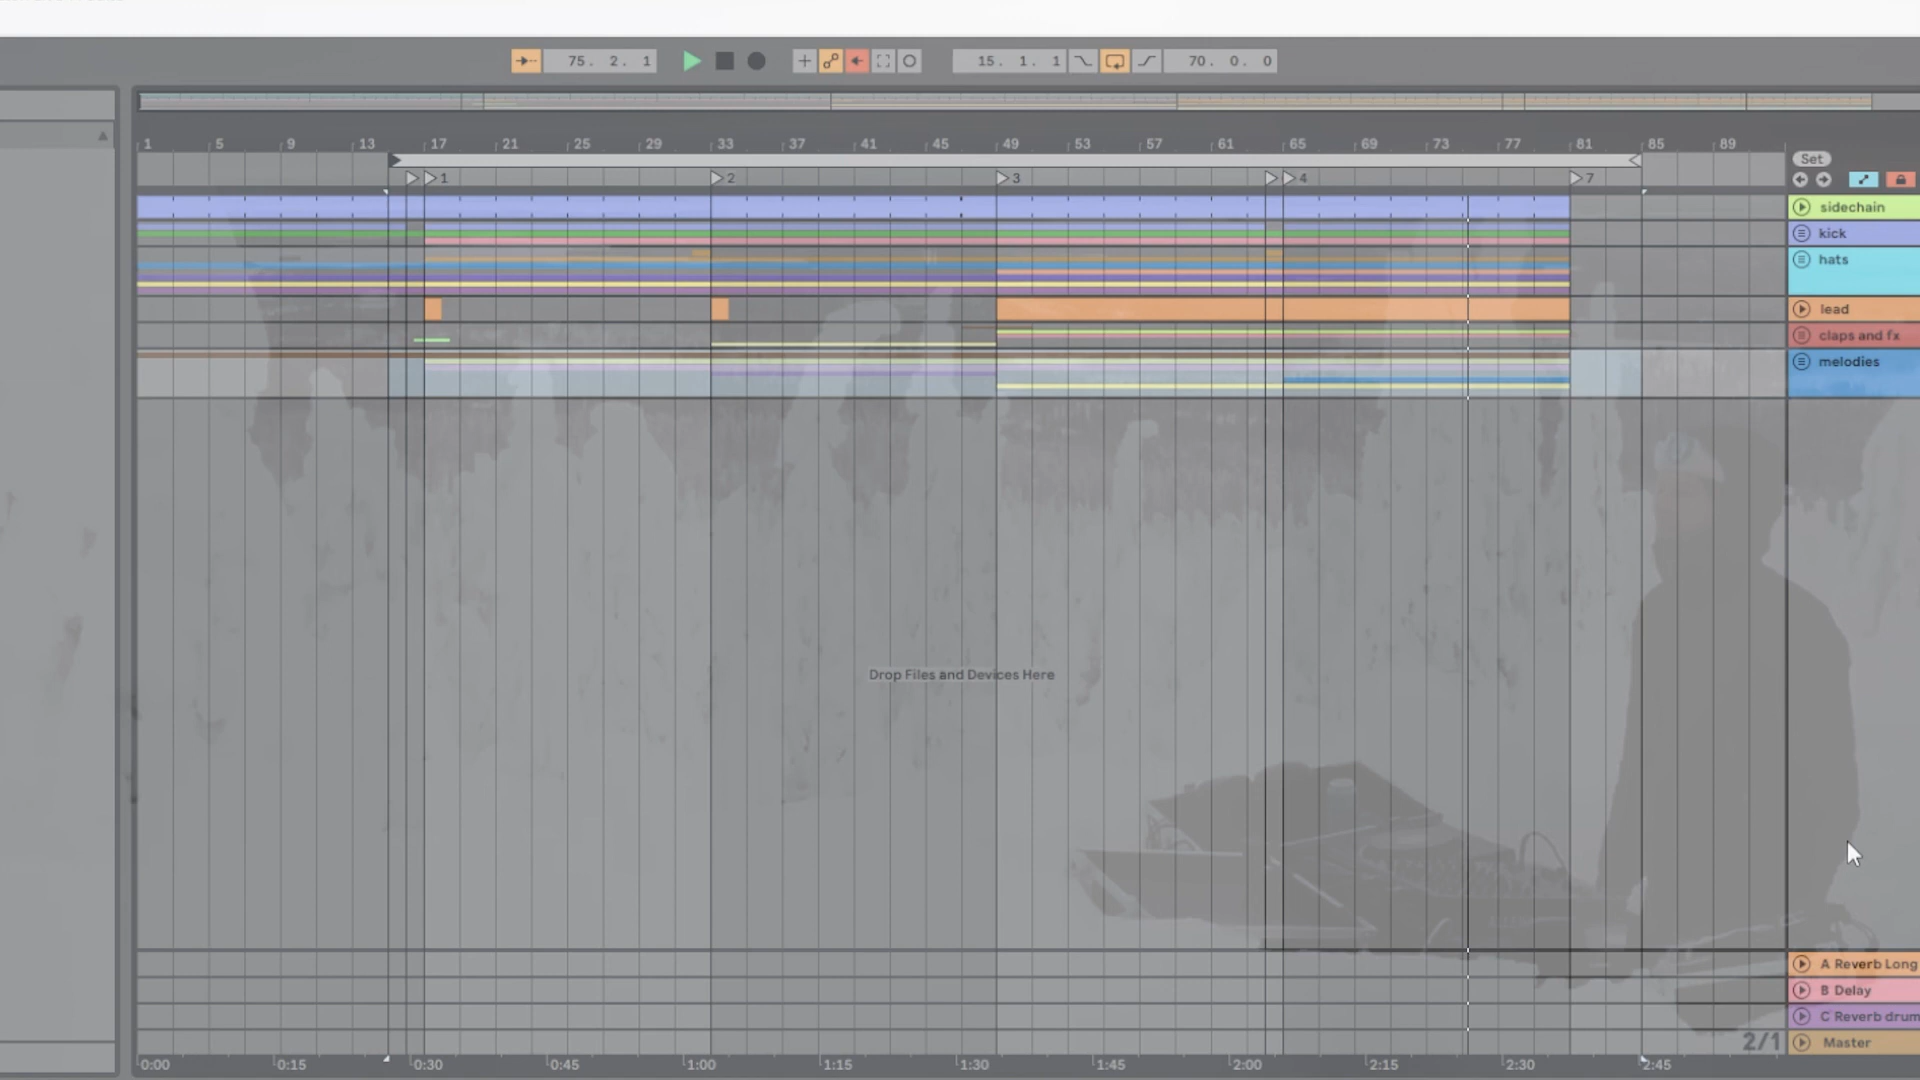 75. 2. 1
15. 1. 1
70. 0. 0
1 5 9 13 17 21 25 29 33 37 41 45 49 53 57 61 65 69 73 77 81 85 89
Set
1 2 3 4 7
sidechain
kick
hats
lead
claps and fx
melodies
Drop Files and Devices Here
A Reverb Long
B Delay
C Reverb drum
2/1
Master
0:00 0:15 0:30 0:45 1:00 1:15 1:30 1:45 2:00 2:15 2:30 2:45